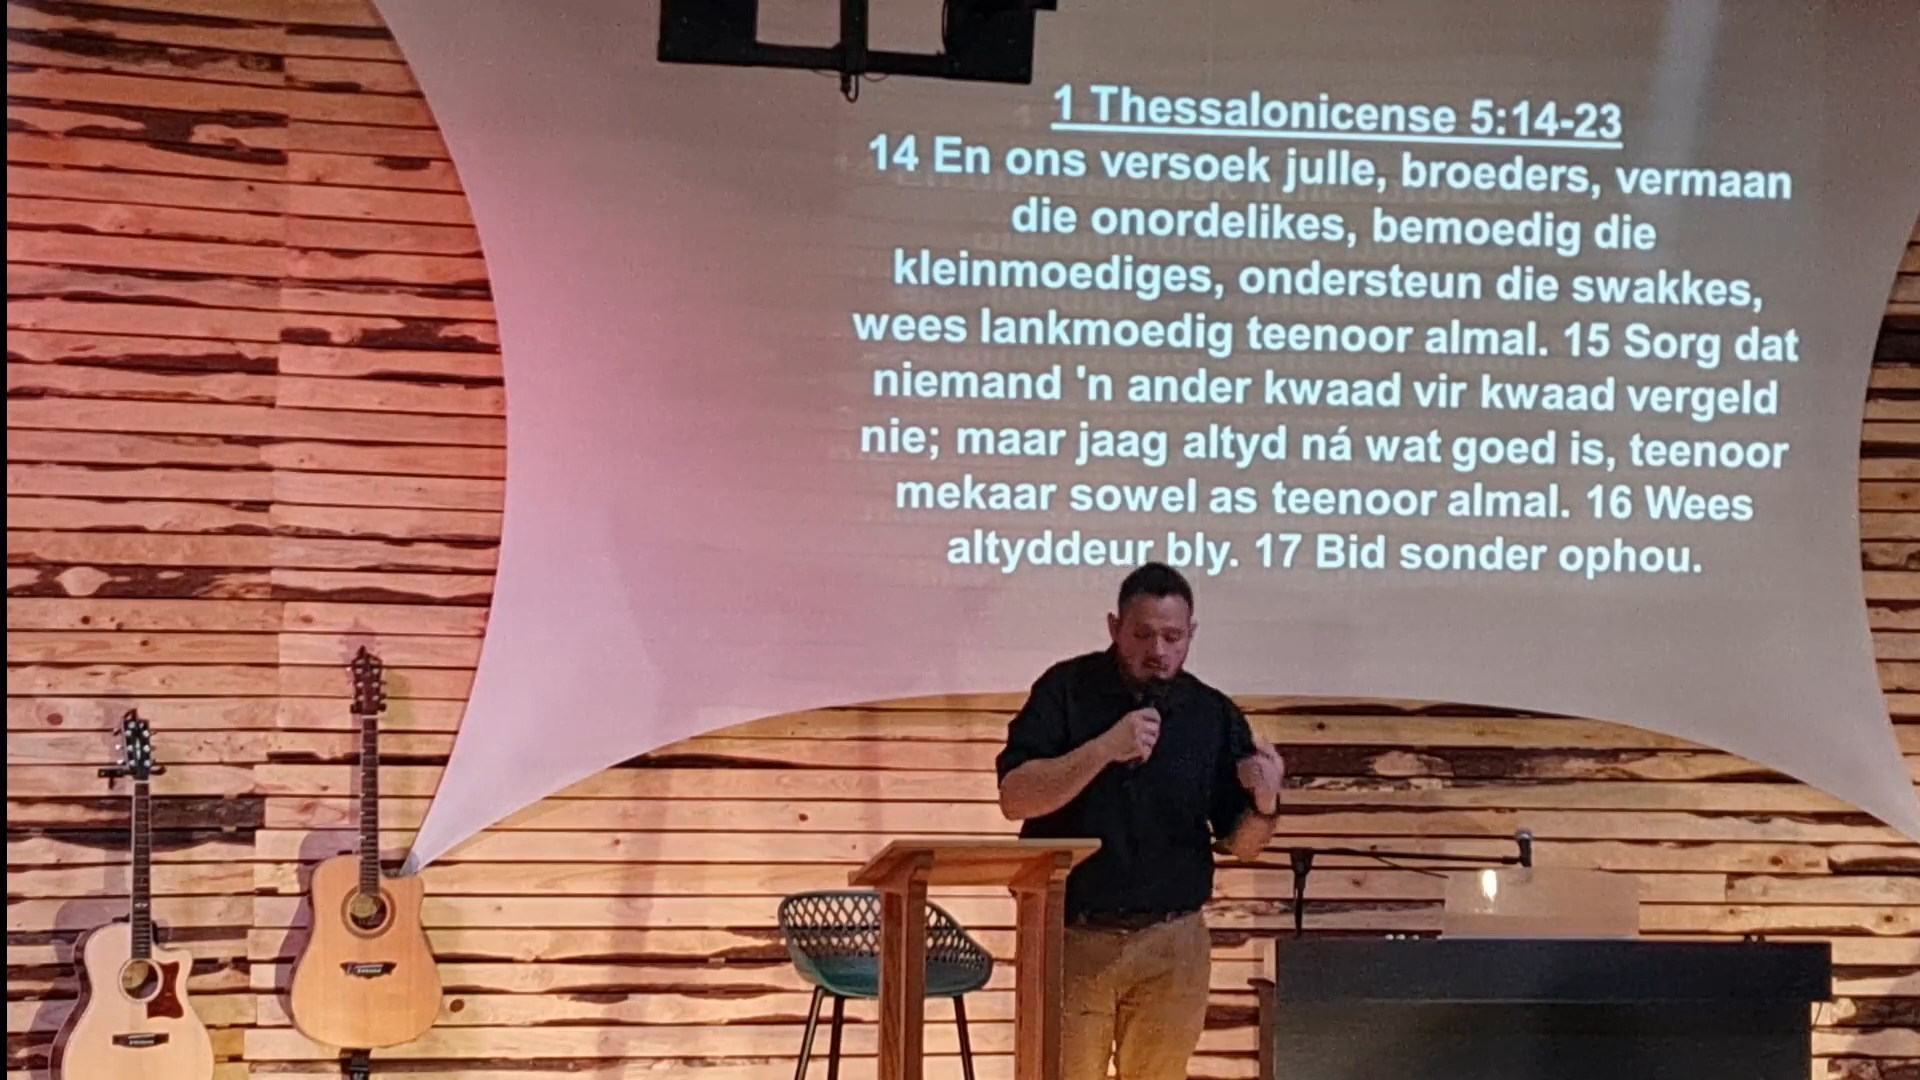 1 Thessalonicense 5:14-23
14 En ons versoek julle, broeders, vermaan
die onordelikes, bemoedig die
kleinmoediges, ondersteun die swakkes,
wees lankmoedig teenoor almal. 15 Sorg dat
niemand 'n ander kwaad vir kwaad vergeld
nie; maar jaag altyd ná wat goed is, teenoor
mekaar sowel as teenoor almal. 16 Wees
altyddeur bly. 17 Bid sonder ophou.